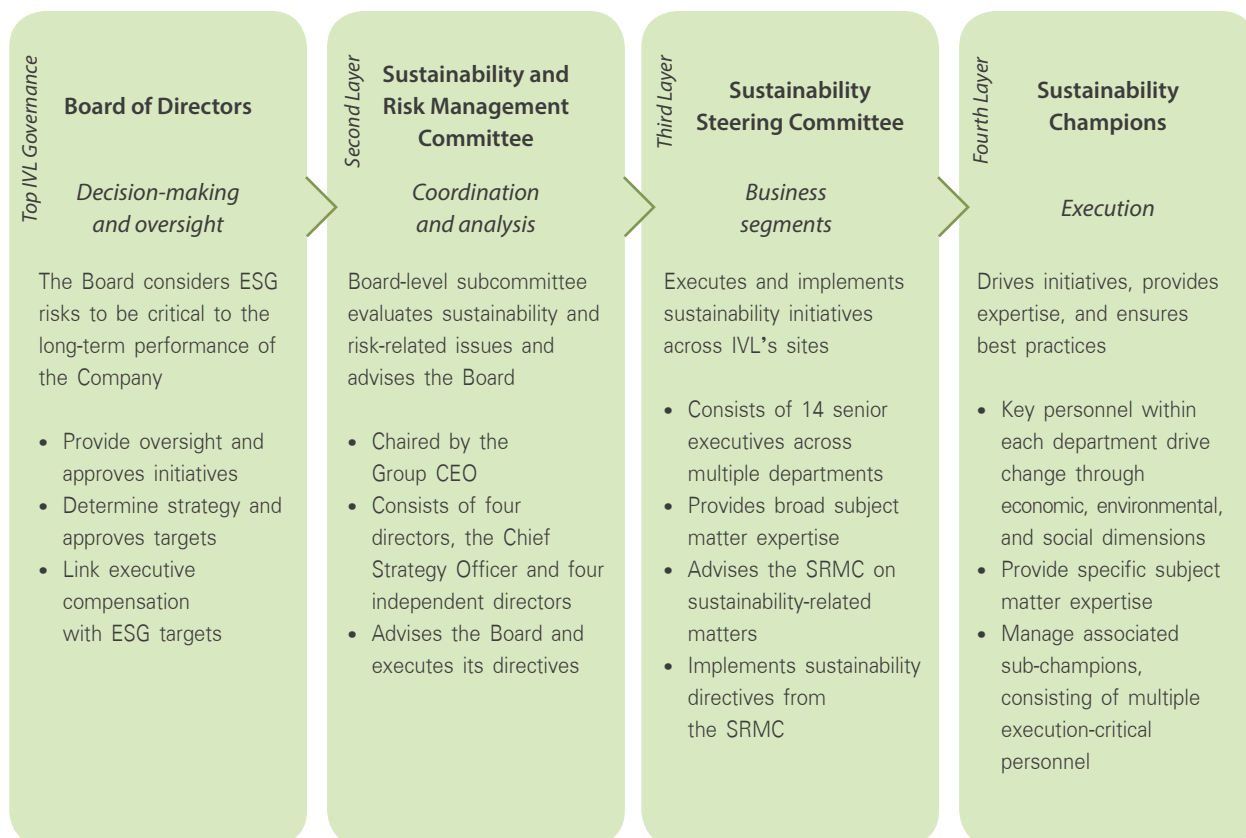 Top IVL Governance
Board of Directors
Decision-making
and oversight
The Board considers ESG
risks to be critical to the
long-term performance of
the Company
• Provide oversight and
approves initiatives
• Determine strategy and
approves targets
• Link executive
compensation
with ESG targets
Second Layer
Sustainability and
Risk Management
Committee
Coordination
and analysis
Board-level subcommittee
evaluates sustainability and
risk-related issues and
advises the Board
• Chaired by the
Group CEO
• Consists of four
directors, the Chief
Strategy Officer and four
independent directors
• Advises the Board and
executes its directives
Third Layer
Sustainability
Steering Committee
Business
segments
Executes and implements
sustainability initiatives
across IVL's sites
• Consists of 14 senior
executives across
multiple departments
• Provides broad subject
matter expertise
• Advises the SRMC on
sustainability-related
matters
• Implements sustainability
directives from
the SRMC
Fourth Layer
Sustainability
Champions
Execution
Drives initiatives, provides
expertise, and ensures
best practices
• Key personnel within
each department drive
change through
economic, environmental,
and social dimensions
• Provide specific subject
matter expertise
• Manage associated
sub-champions,
consisting of multiple
execution-critical
personnel